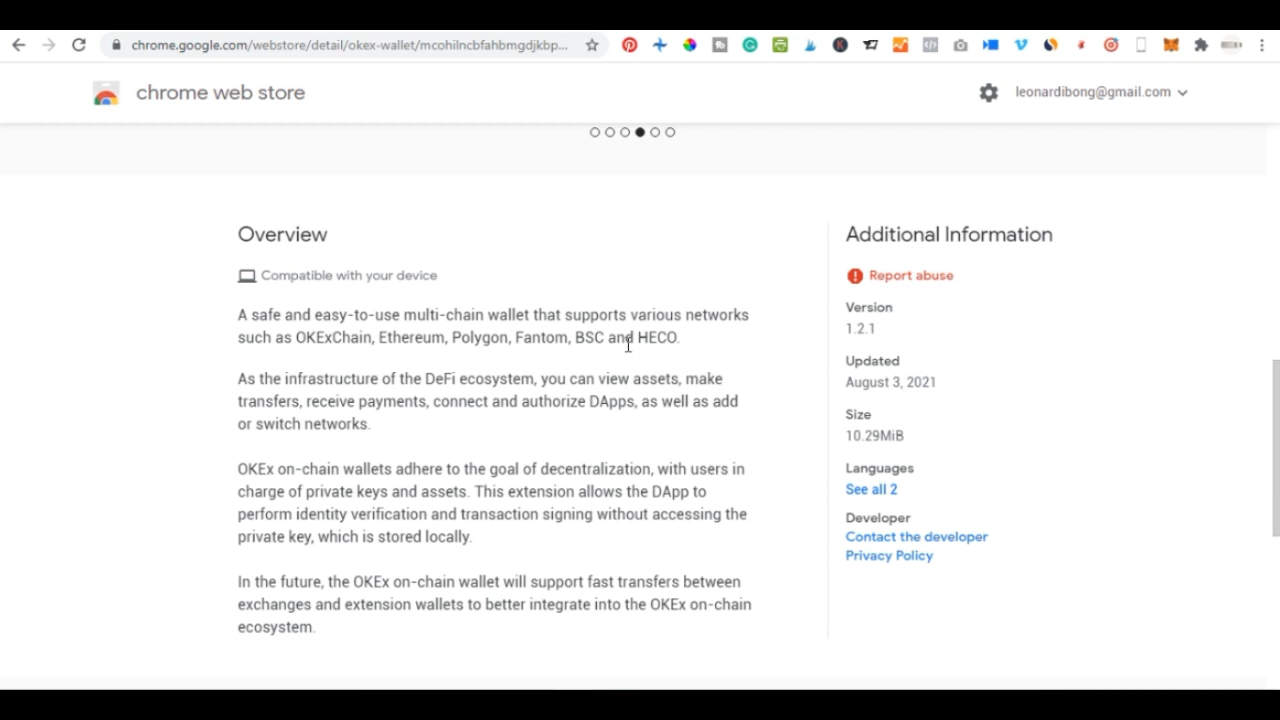 chrome.google.com/webstore/detail/okex-wallet/mcohilncbfahbmgdjkbp...
chrome web store
leonardibong@gmail.com
Overview
Compatible with your device
A safe and easy-to-use multi-chain wallet that supports various networks
such as OKExChain, Ethereum, Polygon, Fantom, BSC and HECO.
As the infrastructure of the DeFi ecosystem, you can view assets, make
transfers, receive payments, connect and authorize DApps, as well as add
or switch networks.
OKEx on-chain wallets adhere to the goal of decentralization, with users in
charge of private keys and assets. This extension allows the DApp to
perform identity verification and transaction signing without accessing the
private key, which is stored locally.
In the future, the OKEx on-chain wallet will support fast transfers between
exchanges and extension wallets to better integrate into the OKEx on-chain
ecosystem.
Additional Information
Report abuse
Version
1.2.1
Updated
August 3, 2021
Size
10.29MiB
Languages
See all 2
Developer
Contact the developer
Privacy Policy